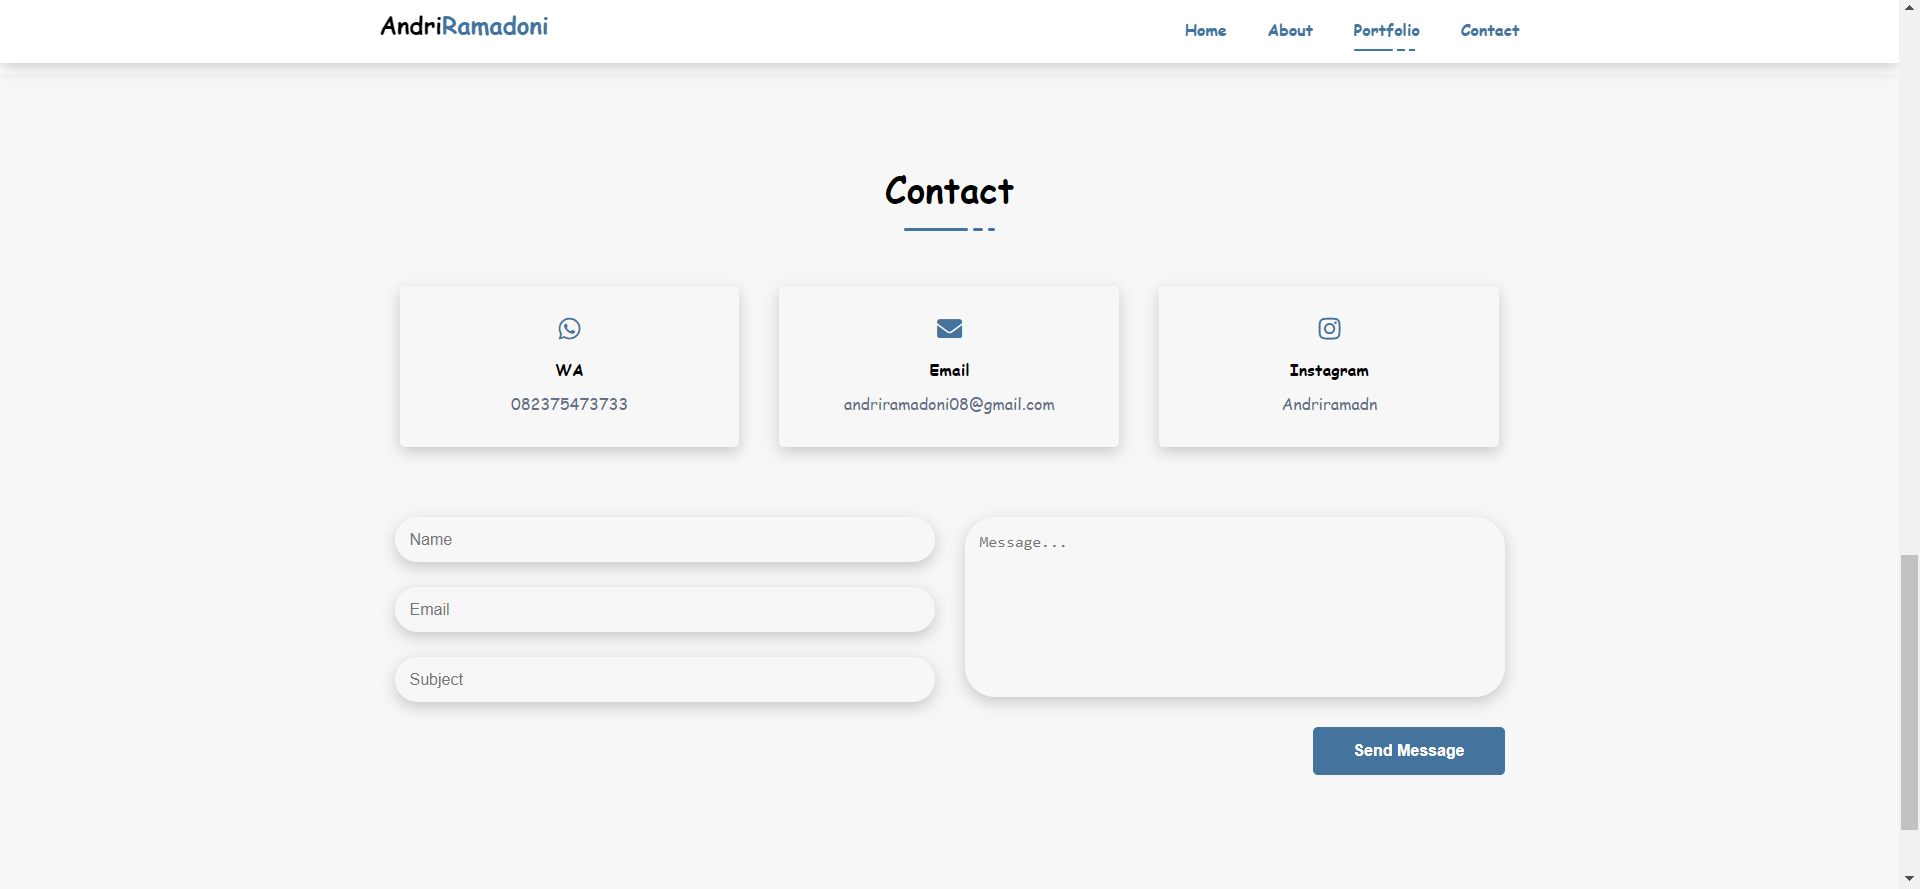 AndriRamadoni
Home About Portfolio Contact
Contact
WA
082375473733
Email
andriramadoni08@gmail.com
Instagram
Andriramadn
Name
Email
Subject
Message...
Send Message